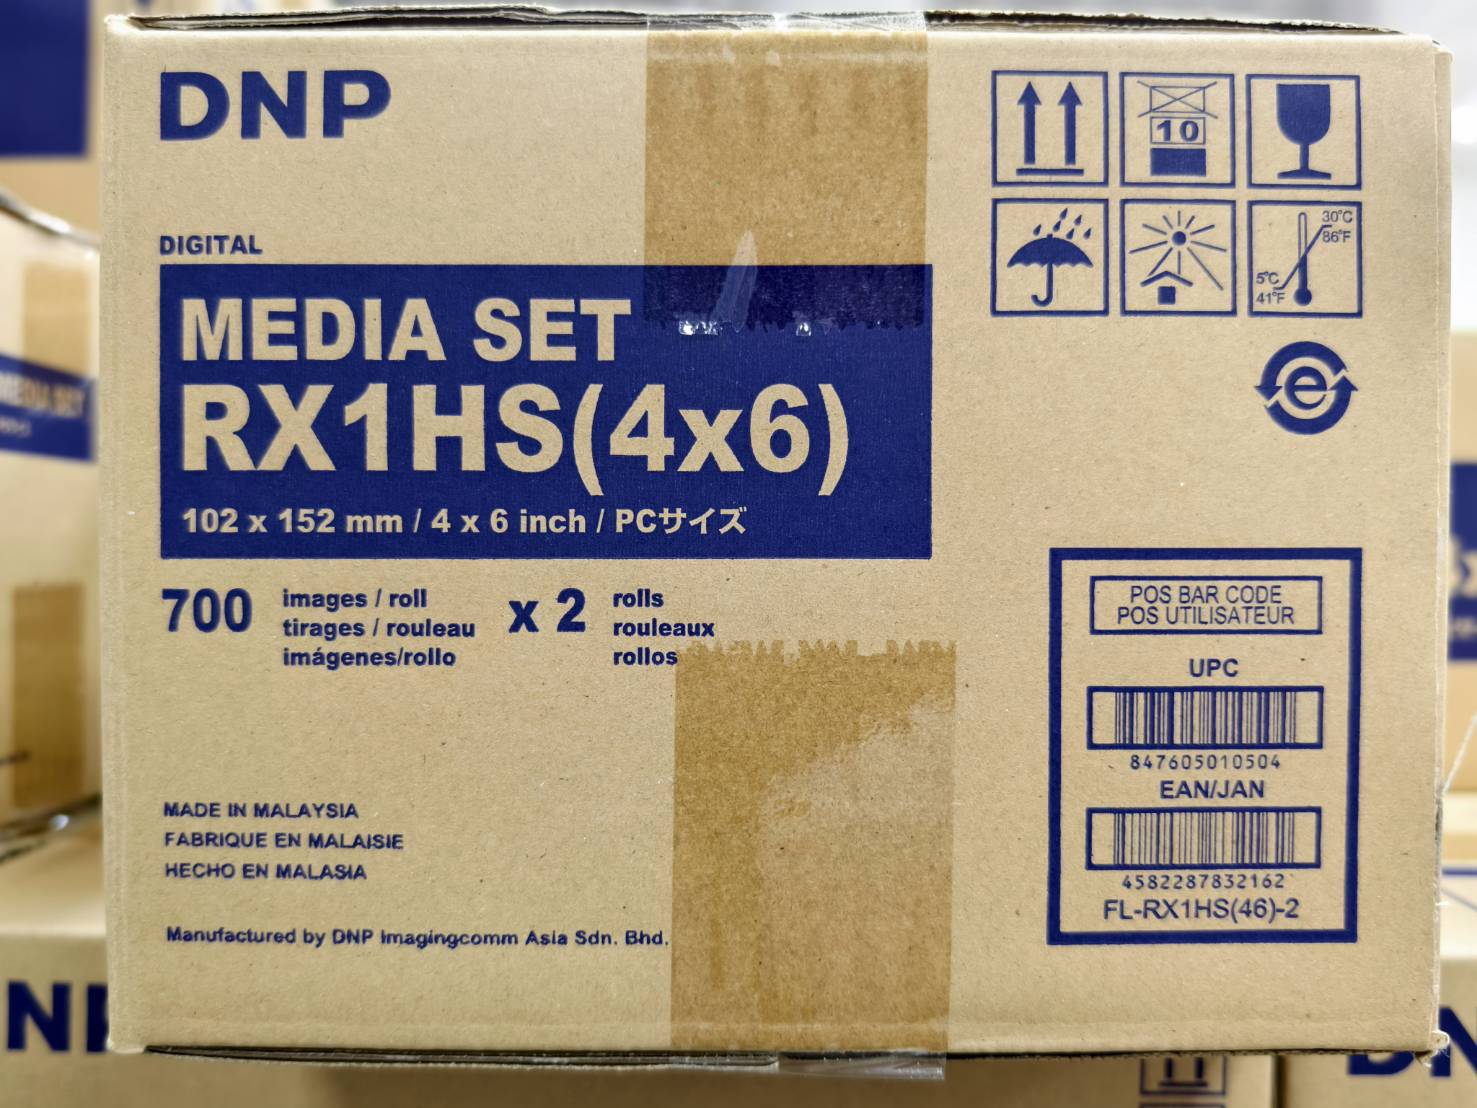 DNP
10
30°C
86°F
5°C
41°F
DIGITAL
MEDIA SET
RX1HS(4x6)
102 x 152 mm / 4 x 6 inch / PCサイズ
e
700 images / roll x 2 rolls
tirages / rouleau rouleaux
imágenes/rollo rollos
POS BAR CODE
POS UTILISATEUR
UPC
847605010504
EAN/JAN
4582287832162
FL-RX1HS(46)-2
MADE IN MALAYSIA
FABRIQUE EN MALAISIE
HECHO EN MALASIA
Manufactured by DNP Imagingcomm Asia Sdn. Bhd.
MEDIA SET